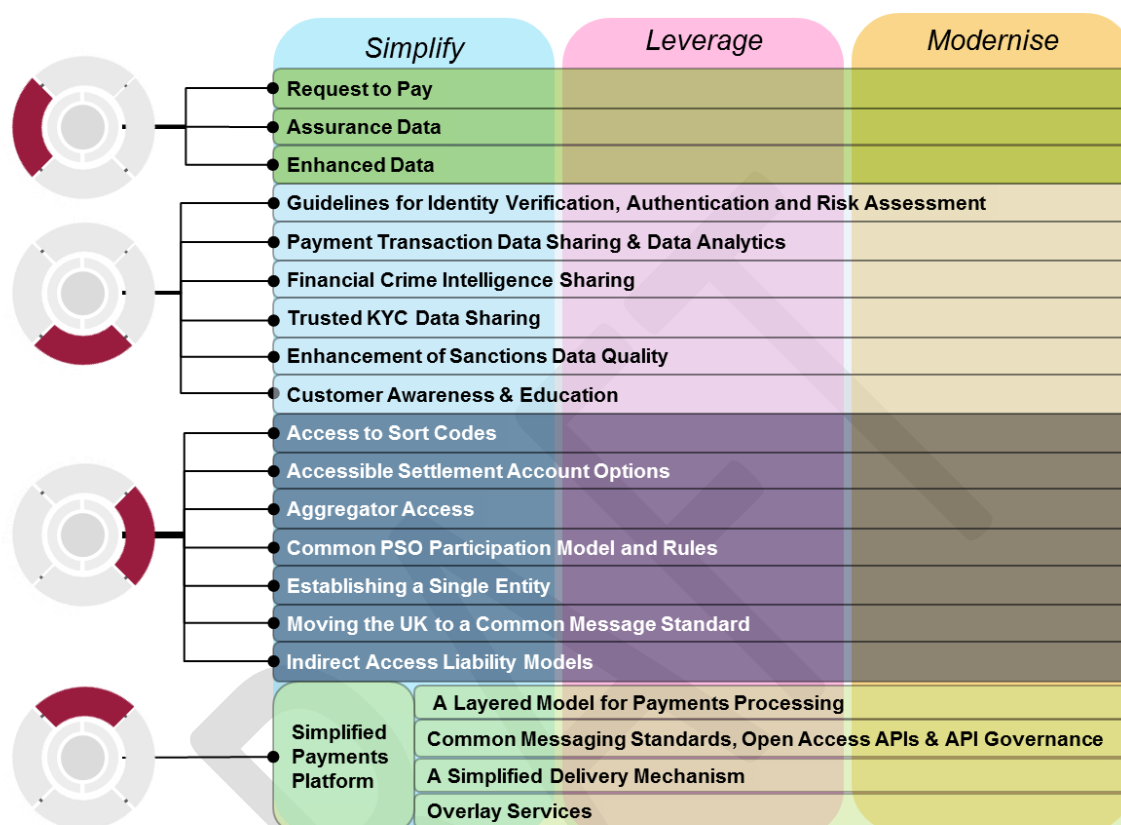 Simplify
Leverage
Modernise
Request to Pay
Assurance Data
Enhanced Data
Guidelines for Identity Verification, Authentication and Risk Assessment
Payment Transaction Data Sharing & Data Analytics
Financial Crime Intelligence Sharing
Trusted KYC Data Sharing
Enhancement of Sanctions Data Quality
Customer Awareness & Education
Access to Sort Codes
Accessible Settlement Account Options
Aggregator Access
Common PSO Participation Model and Rules
Establishing a Single Entity
Moving the UK to a Common Message Standard
Indirect Access Liability Models
Simplified
Payments
Platform
A Layered Model for Payments Processing
Common Messaging Standards, Open Access APIs & API Governance
A Simplified Delivery Mechanism
Overlay Services
DRAFT